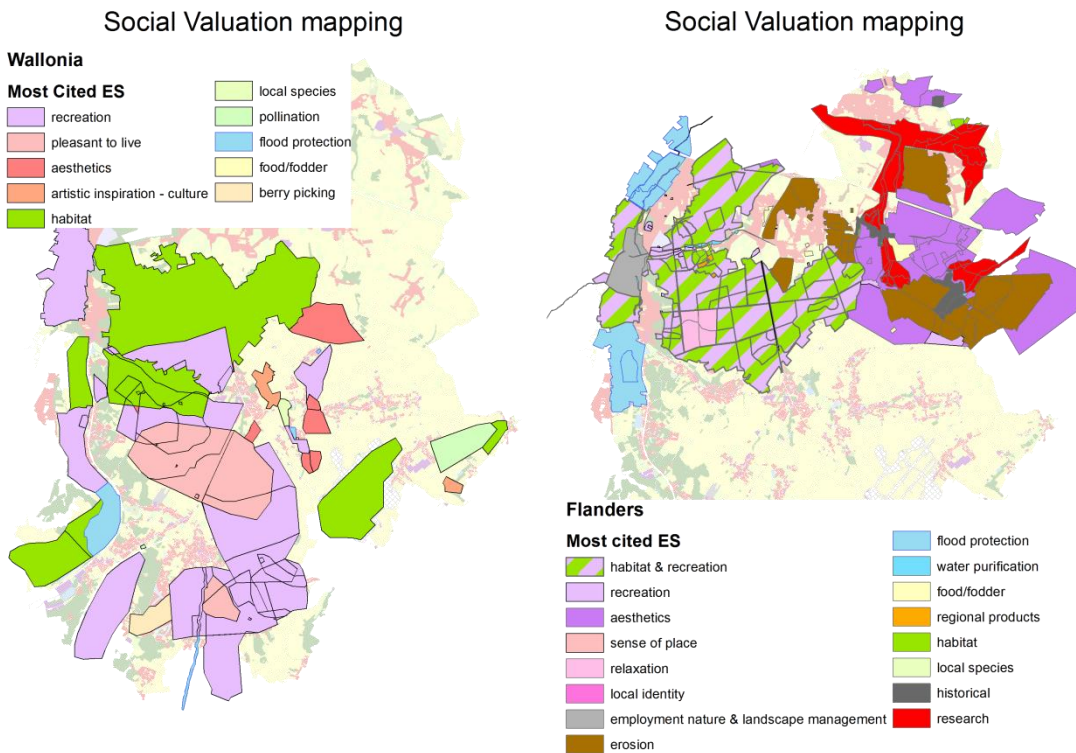 Social Valuation mapping
Wallonia
Most Cited ES
recreation
pleasant to live
aesthetics
artistic inspiration - culture
habitat
local species
pollination
flood protection
food/fodder
berry picking
Social Valuation mapping
Flanders
Most cited ES
habitat & recreation
recreation
aesthetics
sense of place
relaxation
local identity
employment nature & landscape management
erosion
flood protection
water purification
food/fodder
regional products
habitat
local species
historical
research